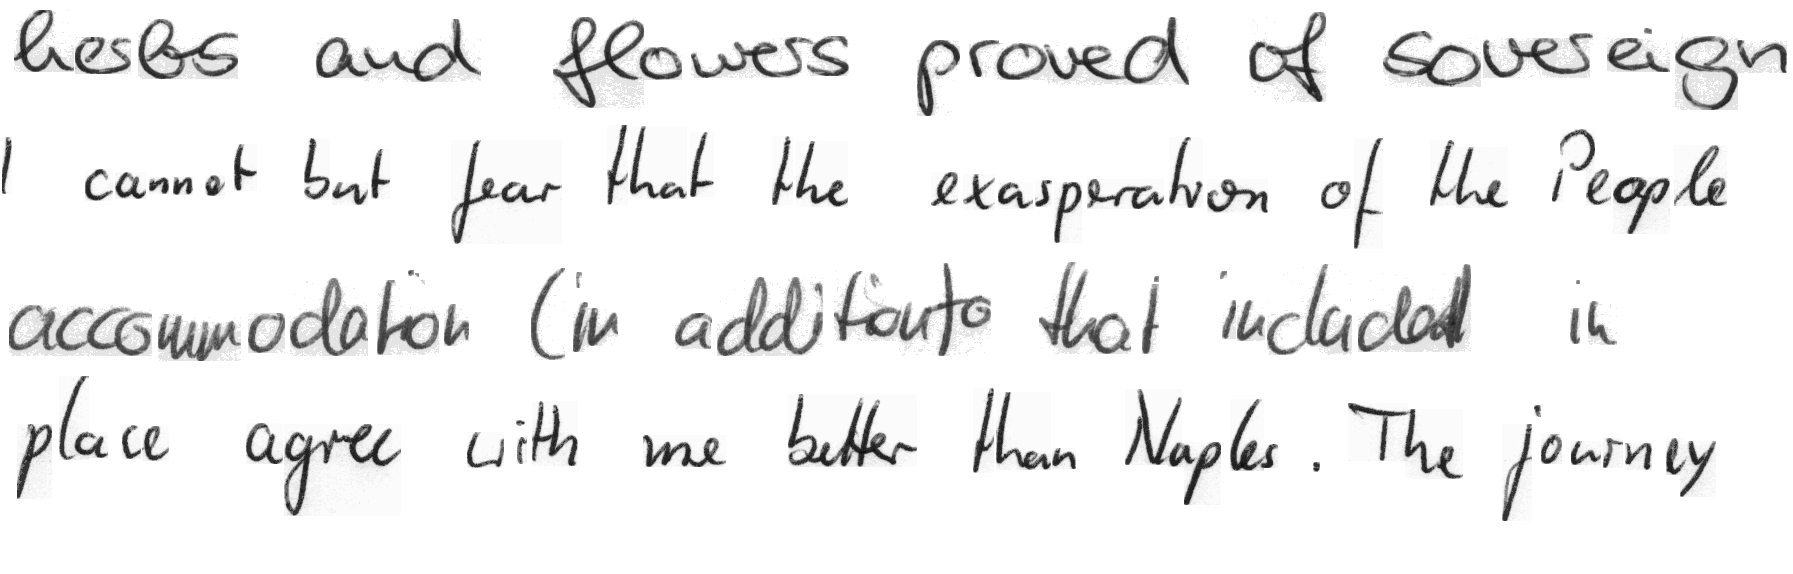 herbs and flowers proved of sovereign
I cannot but fear that the exasperation of the People
accommodation (in addition to that included in
place agree with me better than Naples. The journey